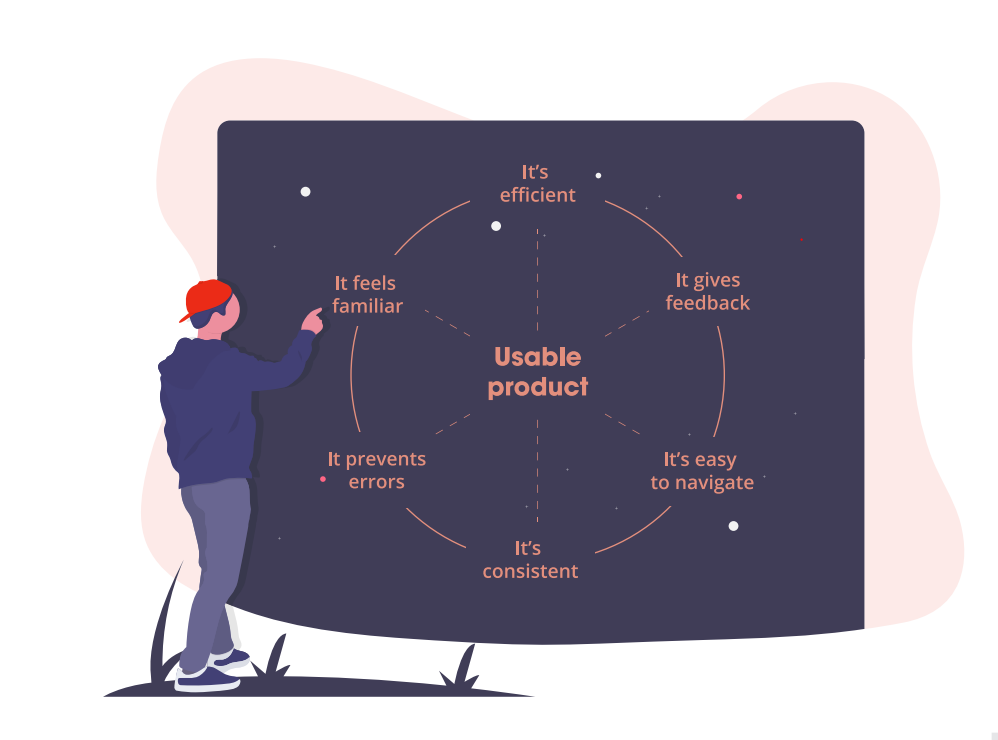 It’s
efficient
It feels
familiar
It gives
feedback
Usable
product
It prevents
errors
It’s easy
to navigate
It’s
consistent